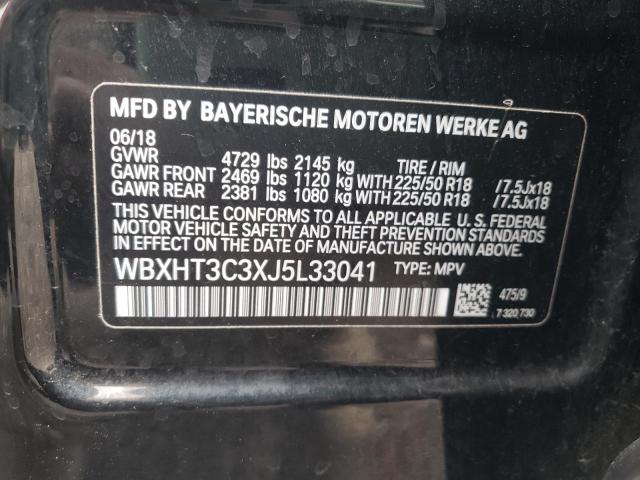 MFD BY BAYERISCHE MOTOREN WERKE AG
06/18
GVWR 4729 lbs 2145 kg TIRE / RIM
GAWR FRONT 2469 lbs 1120 kg WITH 225/50 R18 /7.5Jx18
GAWR REAR 2381 lbs 1080 kg WITH 225/50 R18 /7.5Jx18
THIS VEHICLE CONFORMS TO ALL APPLICABLE U. S. FEDERAL
MOTOR VEHICLE SAFETY, BUMPER, AND THEFT PREVENTION STANDARDS
IN EFFECT ON THE DATE OF MANUFACTURE SHOWN ABOVE.
WBXHT3C3XJ5L33041 TYPE: MPV
475/9
7 320 730